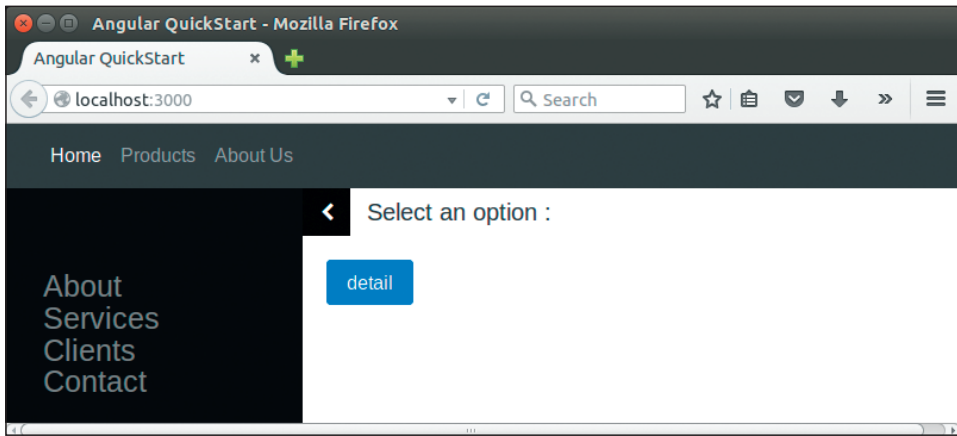 Angular QuickStart - Mozilla Firefox
Angular QuickStart
localhost:3000
Search
Home Products About Us
Select an option :
detail
About
Services
Clients
Contact